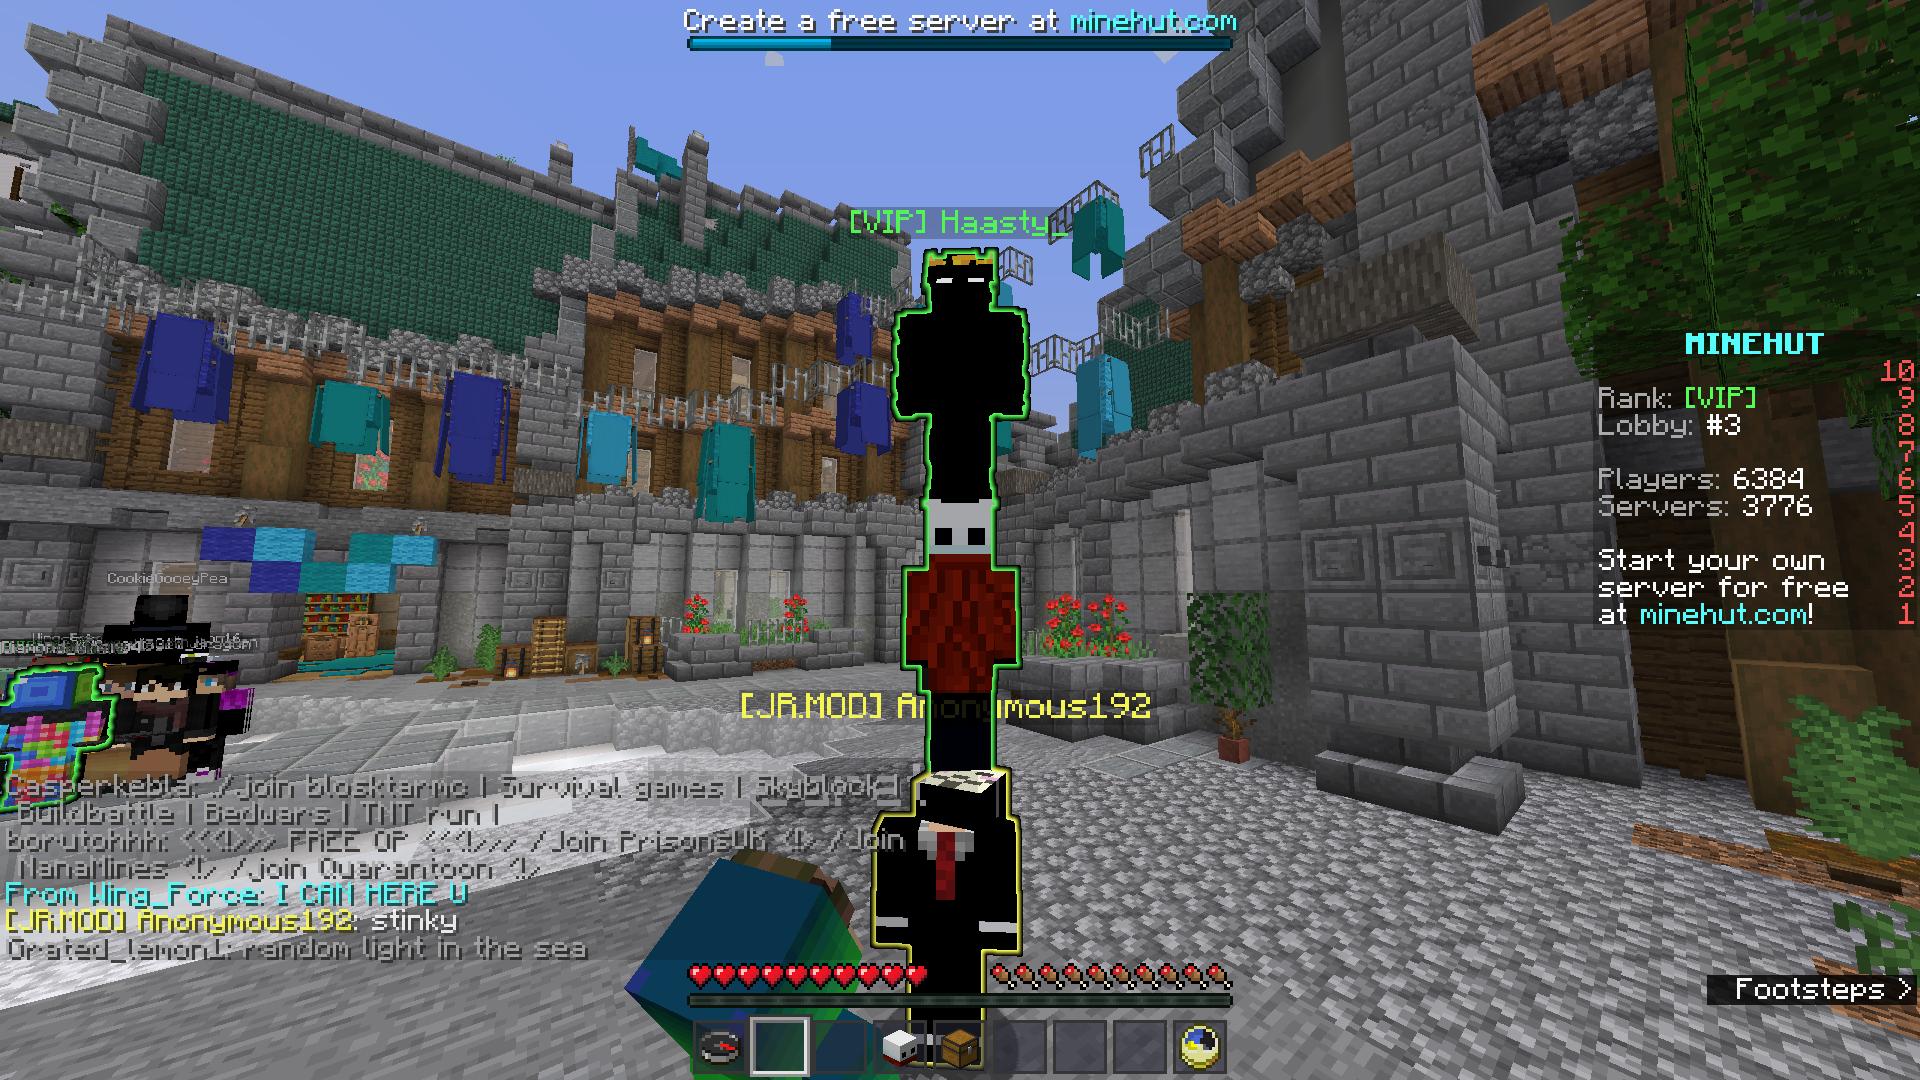 Create a free server at minehut.com
[VIP] Haasty_
MINEHUT
10
Rank: [VIP] 9
Lobby: #3 8
7
Players: 6384 6
Servers: 3776 5
4
Start your own 3
server for free 2
at minehut.com! 1
CookieGooeyPea
[JR.MOD] Anonymous192
casperkebla: ./join blosktarmc | Survival games | Skyblock |
Buildbattle | Bedwars | TNT run |
borutohhh: <<<!>>> FREE OP <<<!>>> /Join PrisonsUk <!> /Join
NanaMines <!> /join Quarantoon <!>
From Wing_Force: I CAN HERE U
[JR.MOD] Anonymous192: stinky
Grated_lemon1: random light in the sea
Footsteps >